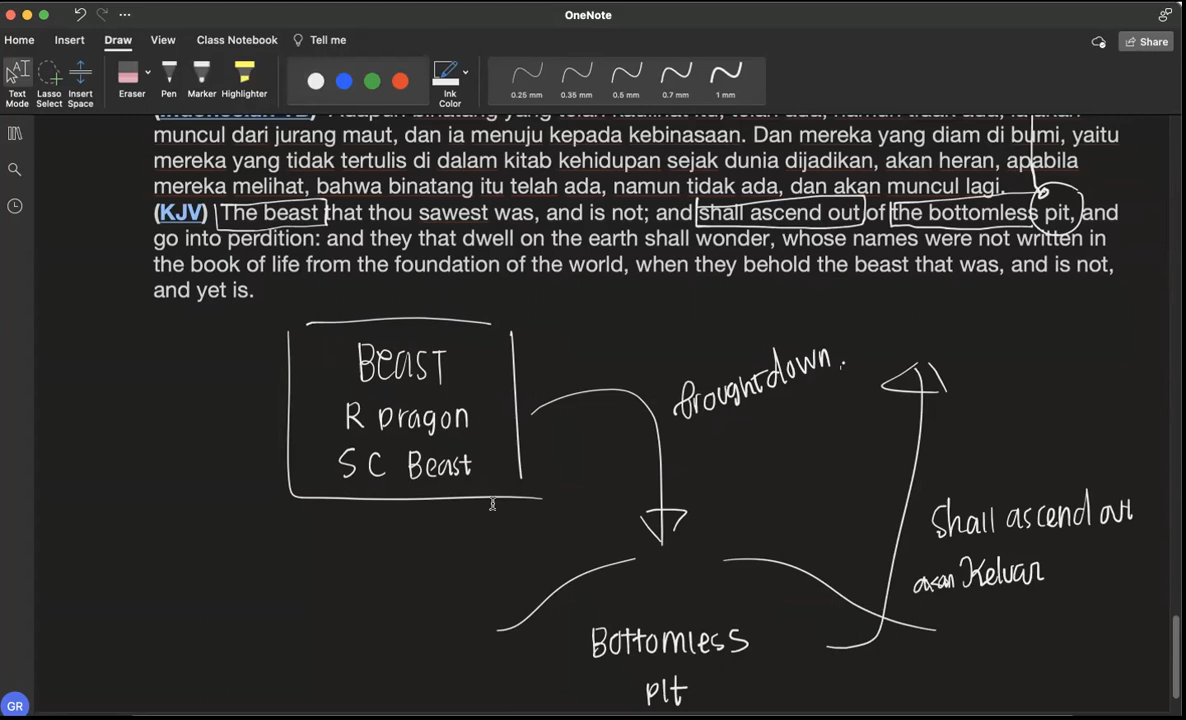 OneNote
Home Insert Draw View Class Notebook Tell me
Share
Text Mode
Lasso Select
Insert Space
Eraser
Pen
Marker
Highlighter
Ink Color
0.25 mm 0.35 mm 0.5 mm 0.7 mm 1 mm
muncul dari jurang maut, dan ia menuju kepada kebinasaan. Dan mereka yang diam di bumi, yaitu
mereka yang tidak tertulis di dalam kitab kehidupan sejak dunia dijadikan, akan heran, apabila
mereka melihat, bahwa binatang itu telah ada, namun tidak ada, dan akan muncul lagi.
(KJV) The beast that thou sawest was, and is not; and shall ascend out of the bottomless pit, and
go into perdition: and they that dwell on the earth shall wonder, whose names were not written in
the book of life from the foundation of the world, when they behold the beast that was, and is not,
and yet is.
Beast
R Dragon
SC Beast
brought down.
Shall ascend out
akan Keluar
Bottomless
pit
GR